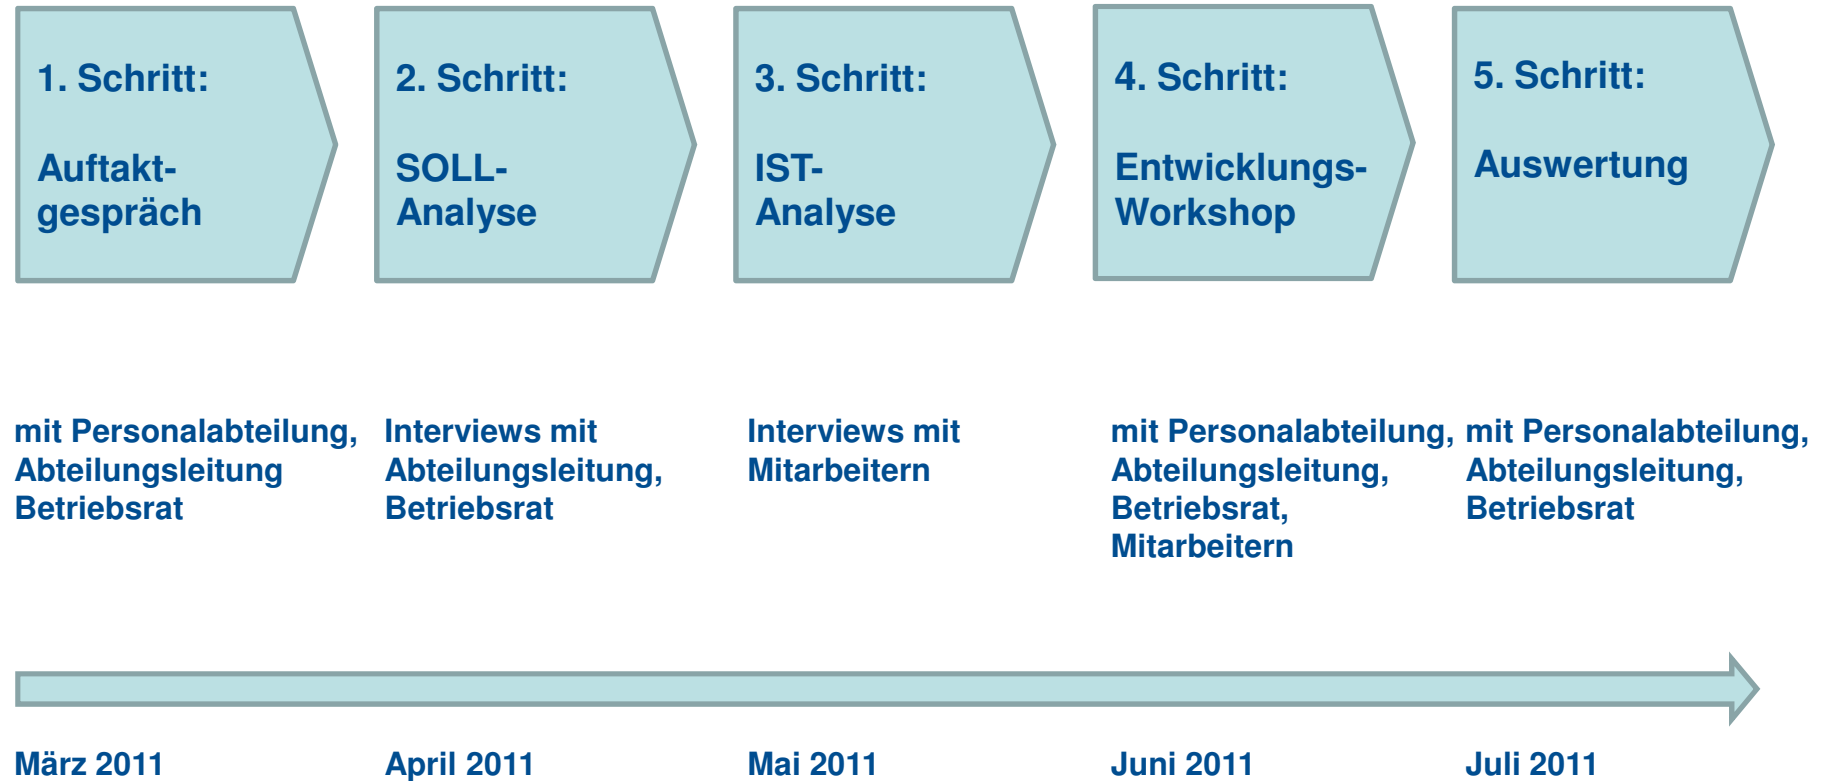 1. Schritt:
Auftakt-
gespräch
2. Schritt:
SOLL-
Analyse
3. Schritt:
IST-
Analyse
4. Schritt:
Entwicklungs-
Workshop
5. Schritt:
Auswertung
mit Personalabteilung,
Abteilungsleitung
Betriebsrat
Interviews mit
Abteilungsleitung,
Betriebsrat
Interviews mit
Mitarbeitern
mit Personalabteilung,
Abteilungsleitung,
Betriebsrat,
Mitarbeitern
mit Personalabteilung,
Abteilungsleitung,
Betriebsrat
März 2011
April 2011
Mai 2011
Juni 2011
Juli 2011